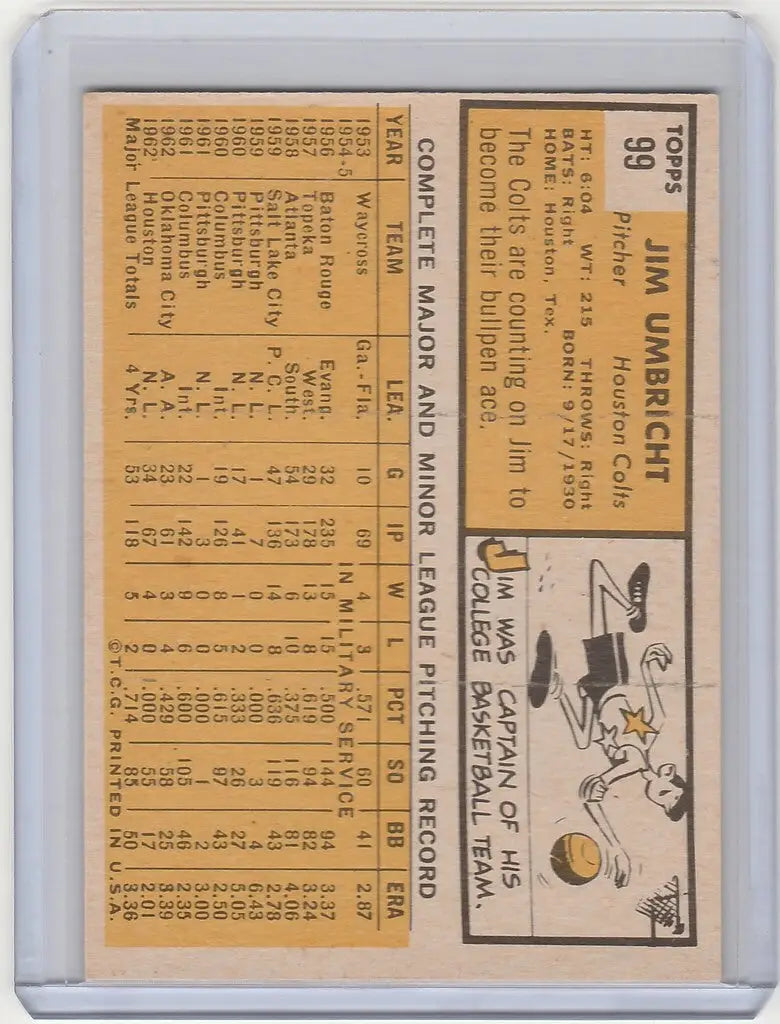 TOPPS
99
JIM UMBRICHT
Pitcher Houston Colts
HT: 6:04 WT: 215 THROWS: Right
BATS: Right BORN: 9/17/1930
HOME: Houston, Tex.
The Colts are counting on Jim to
become their bullpen ace.
JIM WAS CAPTAIN OF HIS
COLLEGE BASKETBALL TEAM.
COMPLETE MAJOR AND MINOR LEAGUE PITCHING RECORD
YEAR TEAM LEA. G IP W L PCT SO BB ERA
1953 Waycross Ga.-Fla. 10 69 4 3 .571 60 41 2.87
1954-5 IN MILITARY SERVICE
1956 Baton Rouge Evang. 32 235 15 15 .500 144 94 3.37
1957 Topeka West. 29 178 13 8 .619 94 82 3.24
1958 Atlanta South. 54 173 6 10 .375 116 81 4.06
1959 Salt Lake City P. C. L. 47 136 14 8 .636 119 43 2.78
1959 Pittsburgh N. L. 1 7 0 0 .000 3 4 6.43
1960 Pittsburgh N. L. 17 41 1 2 .333 26 27 5.05
1960 Columbus Int. 19 126 8 5 .615 97 43 2.50
1961 Pittsburgh N. L. 1 3 0 0 .000 1 2 3.00
1961 Columbus Int. 22 142 9 6 .600 105 46 2.35
1962 Oklahoma City A. A. 23 61 3 4 .429 58 25 8.39
1962 Houston N. L. 34 67 4 0 1.000 55 17 2.01
Major League Totals 4 Yrs. 53 118 5 2 .714 85 50 3.36
©T.C.G. PRINTED IN U.S.A.